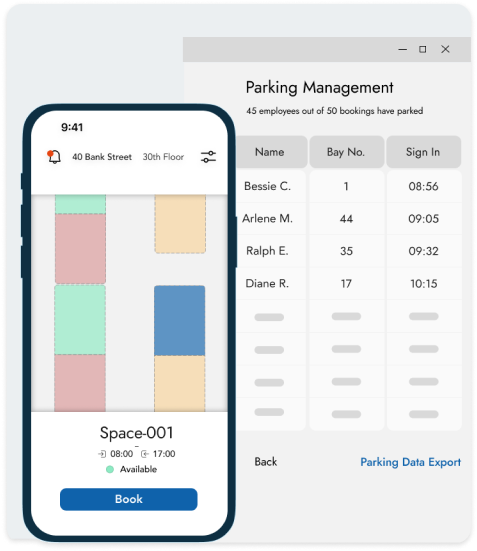 Parking Management
45 employees out of 50 bookings have parked
Name Bay No. Sign In
Bessie C. 1 08:56
Arlene M. 44 09:05
Ralph E. 35 09:32
Diane R. 17 10:15
Back Parking Data Export
9:41
40 Bank Street 30th Floor
Space-001
08:00 17:00
Available
Book